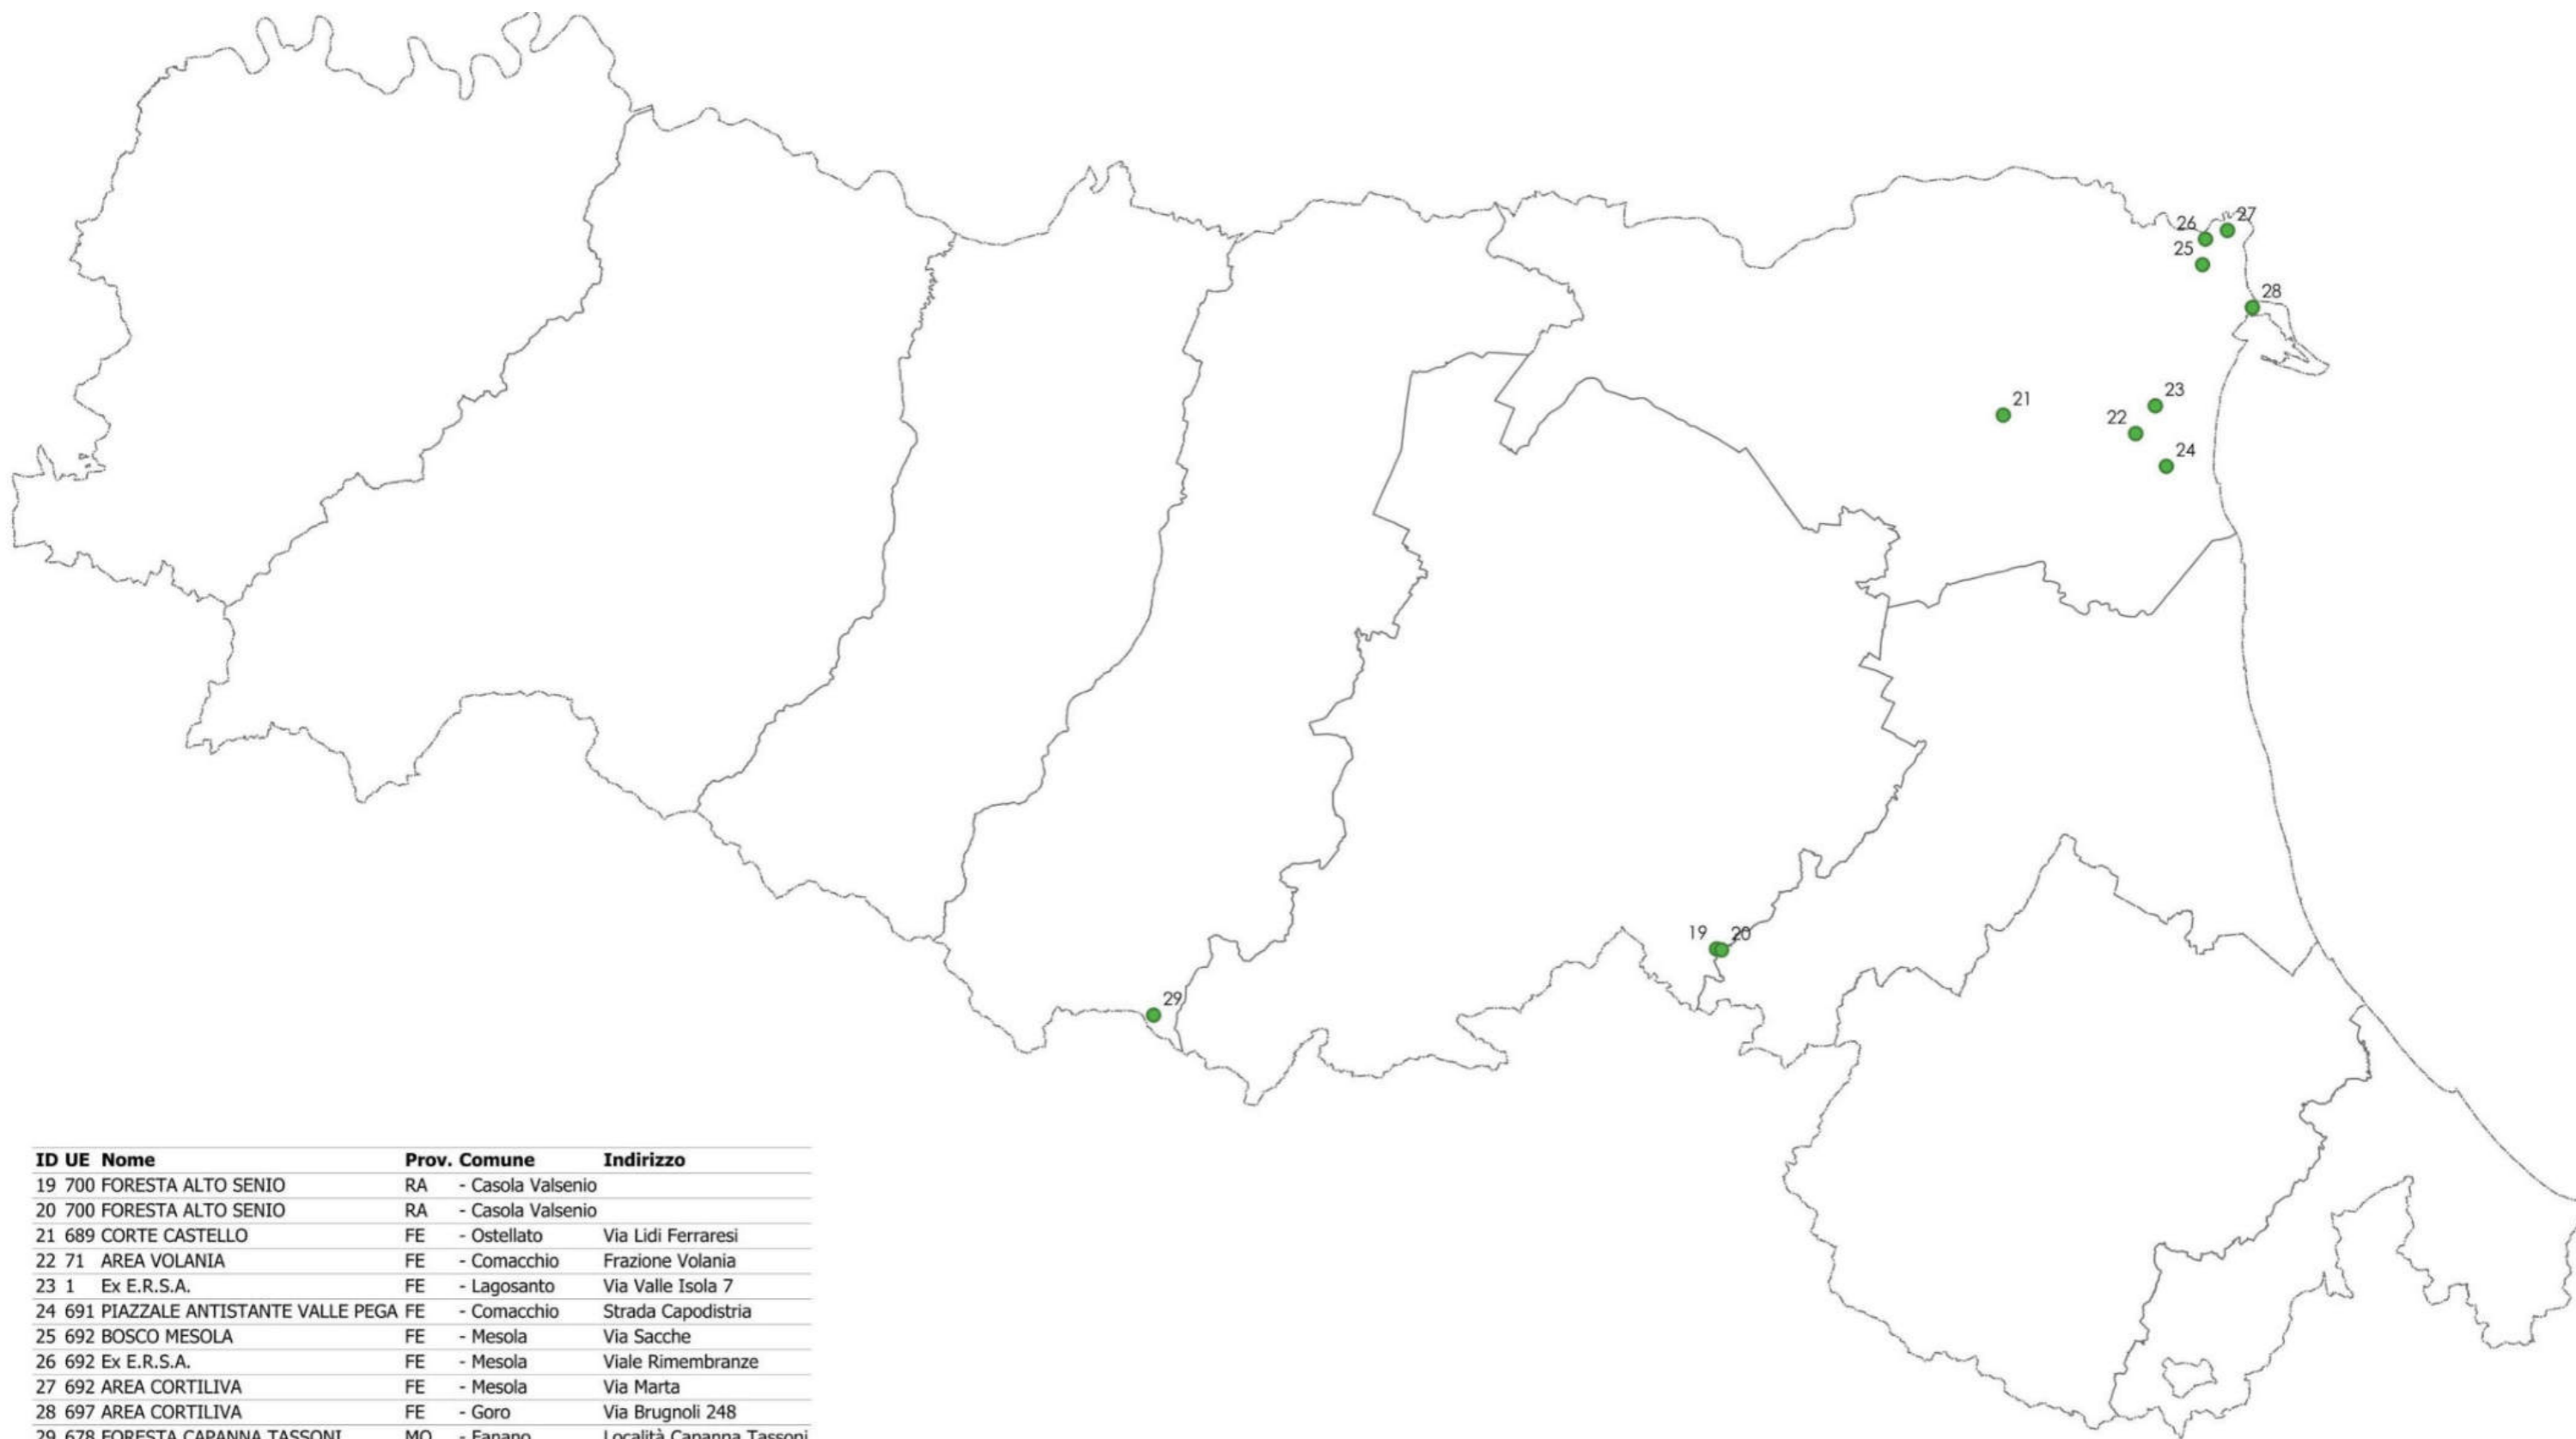 27
26
25
28
23
21
22
24
19 20
29
ID UE Nome Prov. Comune Indirizzo
19 700 FORESTA ALTO SENIO RA - Casola Valsenio
20 700 FORESTA ALTO SENIO RA - Casola Valsenio
21 689 CORTE CASTELLO FE - Ostellato Via Lidi Ferraresi
22 71 AREA VOLANIA FE - Comacchio Frazione Volania
23 1 Ex E.R.S.A. FE - Lagosanto Via Valle Isola 7
24 691 PIAZZALE ANTISTANTE VALLE PEGA FE - Comacchio Strada Capodistria
25 692 BOSCO MESOLA FE - Mesola Via Sacche
26 692 Ex E.R.S.A. FE - Mesola Viale Rimembranze
27 692 AREA CORTILIVA FE - Mesola Via Marta
28 697 AREA CORTILIVA FE - Goro Via Brugnoli 248
29 678 FORESTA CAPANNA TASSONI MO - Fanano Località Capanna Tassoni